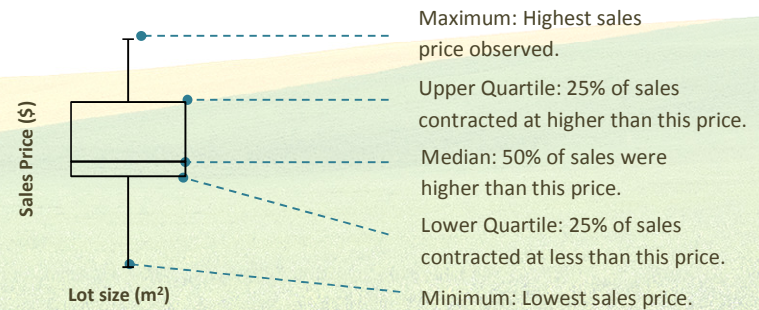 Maximum: Highest sales
price observed.
Upper Quartile: 25% of sales
contracted at higher than this price.
Median: 50% of sales were
higher than this price.
Lower Quartile: 25% of sales
contracted at less than this price.
Minimum: Lowest sales price.
Sales Price ($)
Lot size (m²)